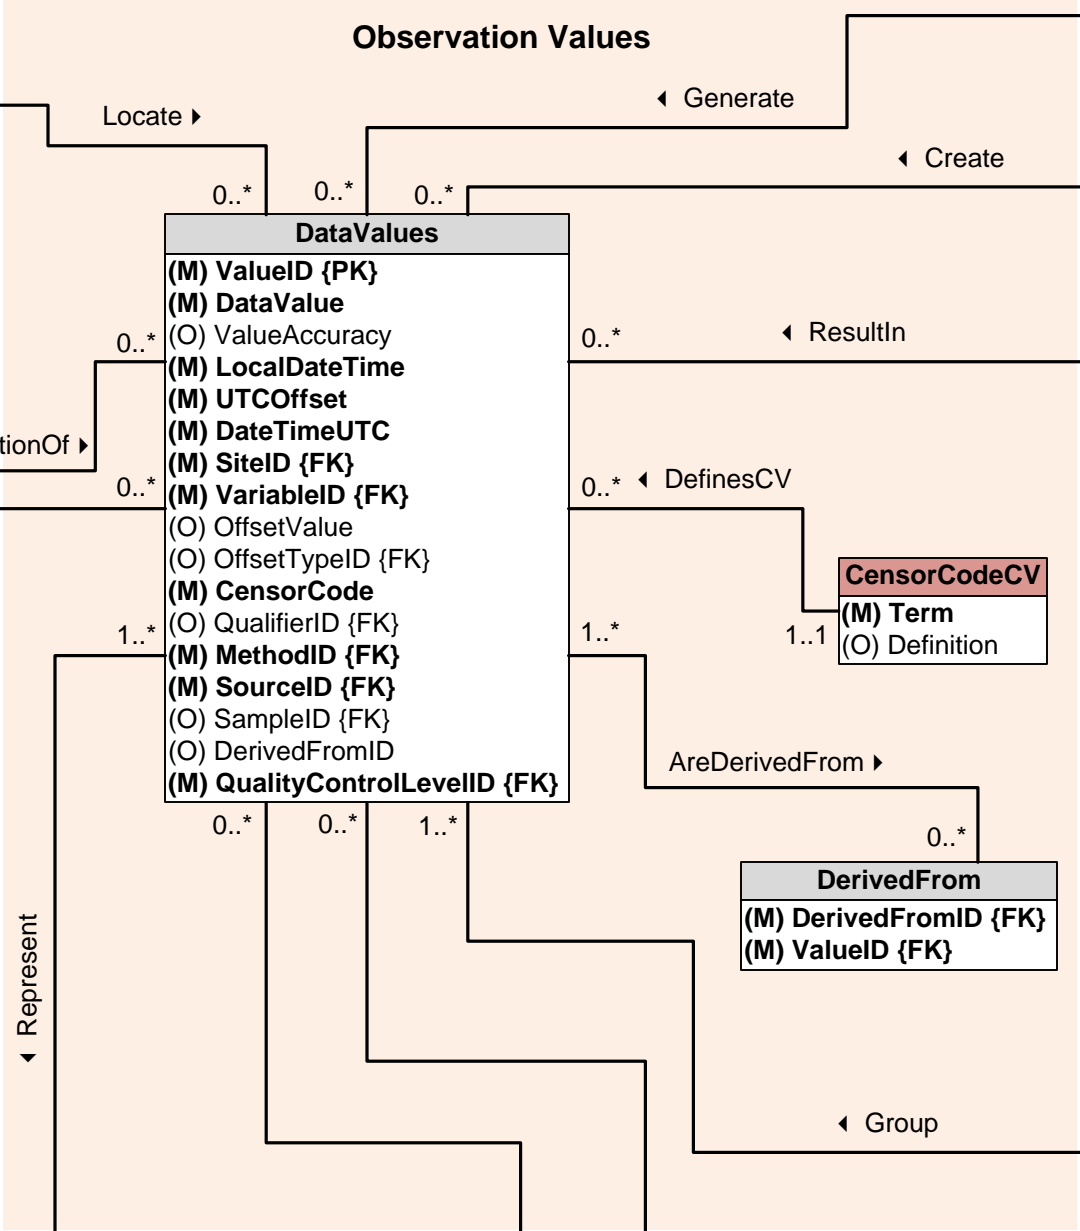 Observation Values
Locate
Generate
Create
0..*
0..*
0..*
DataValues
(M) ValueID {PK}
(M) DataValue
(O) ValueAccuracy
(M) LocalDateTime
(M) UTCOffset
(M) DateTimeUTC
(M) SiteID {FK}
(M) VariableID {FK}
(O) OffsetValue
(O) OffsetTypeID {FK}
(M) CensorCode
(O) QualifierID {FK}
(M) MethodID {FK}
(M) SourceID {FK}
(O) SampleID {FK}
(O) DerivedFromID
(M) QualityControlLevelID {FK}
0..*
tionOf
0..*
1..*
0..*
ResultIn
0..*
DefinesCV
CensorCodeCV
(M) Term
(O) Definition
1..1
1..*
AreDerivedFrom
0..*
DerivedFrom
(M) DerivedFromID {FK}
(M) ValueID {FK}
0..*
0..*
1..*
Represent
Group